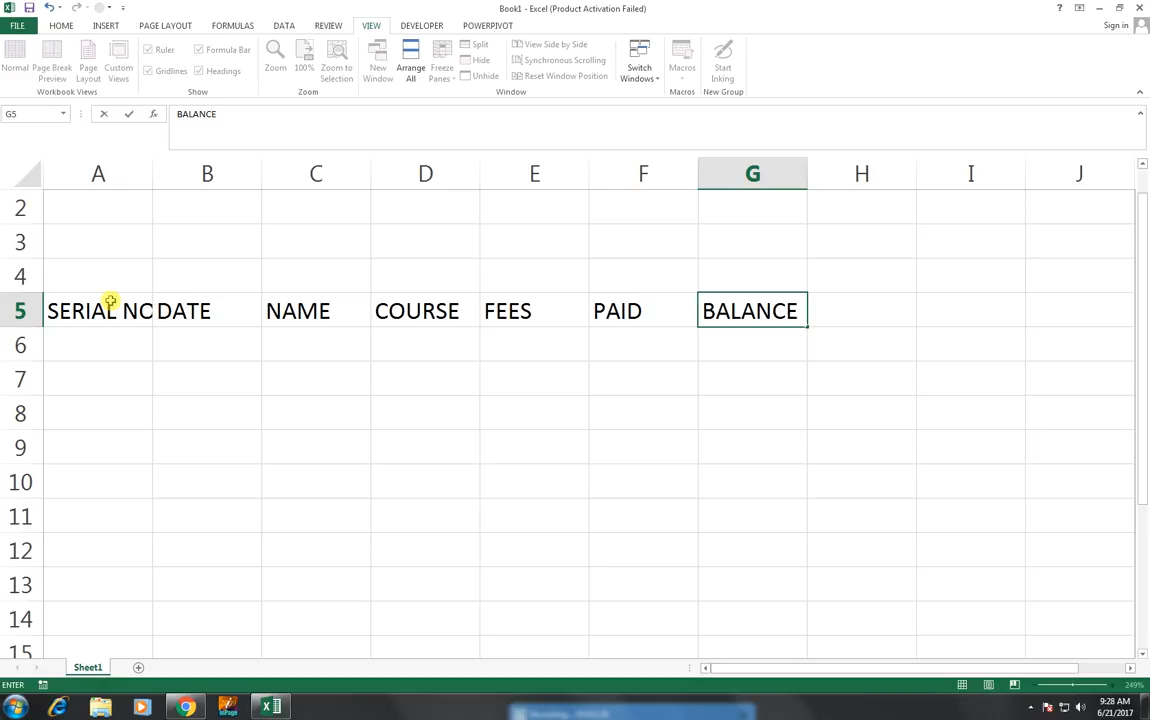 Book1 - Excel (Product Activation Failed)
FILE HOME INSERT PAGE LAYOUT FORMULAS DATA REVIEW VIEW DEVELOPER POWERPIVOT Sign in
Normal Page Break Preview Page Layout Custom Views
Workbook Views
Ruler Formula Bar
Gridlines Headings
Show
Zoom 100% Zoom to Selection
Zoom
New Window Arrange All Freeze Panes
Split
Hide
Unhide
View Side by Side
Synchronous Scrolling
Reset Window Position
Window
Switch Windows
Macros
Macros
Start Inking
New Group
G5 fx BALANCE
A B C D E F G H I J
2
3
4
5 SERIAL NO DATE NAME COURSE FEES PAID BALANCE
6
7
8
9
10
11
12
13
14
15
Sheet1
ENTER 249%
InPage
9:28 AM
6/21/2017